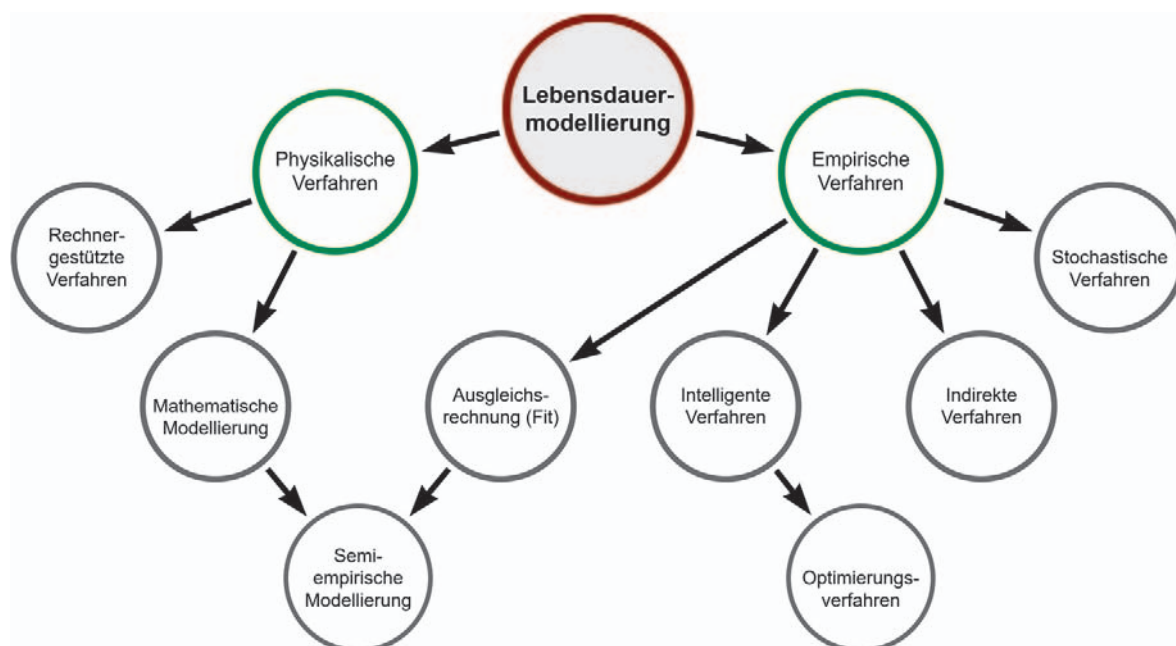 Lebensdauer-
modellierung
Physikalische
Verfahren
Empirische
Verfahren
Rechner-
gestützte
Verfahren
Stochastische
Verfahren
Mathematische
Modellierung
Ausgleichs-
rechnung (Fit)
Intelligente
Verfahren
Indirekte
Verfahren
Semi-
empirische
Modellierung
Optimierungs-
verfahren